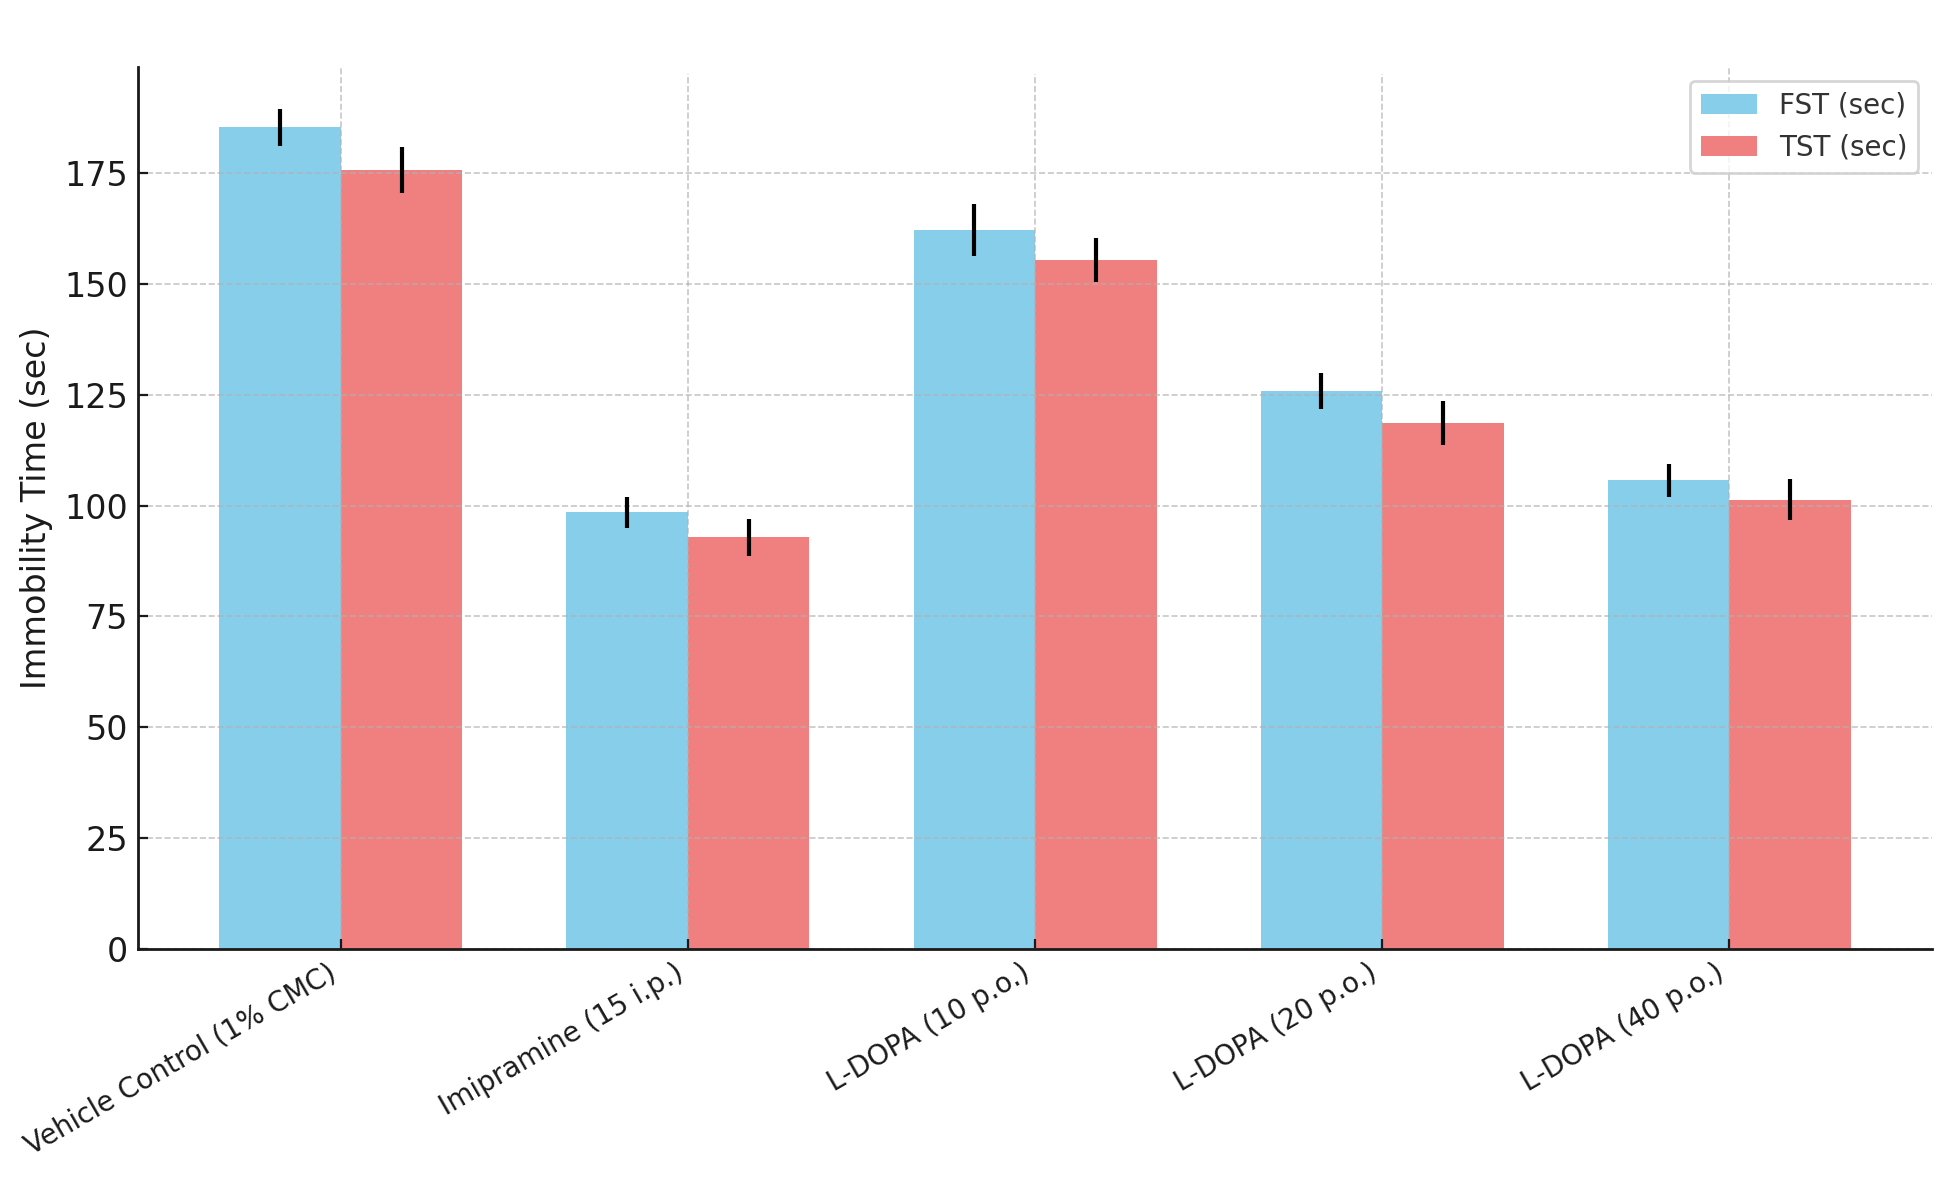 FST (sec)
TST (sec)
Immobility Time (sec)
175
150
125
100
75
50
25
0
Vehicle Control (1% CMC)
Imipramine (15 i.p.)
L-DOPA (10 p.o.)
L-DOPA (20 p.o.)
L-DOPA (40 p.o.)